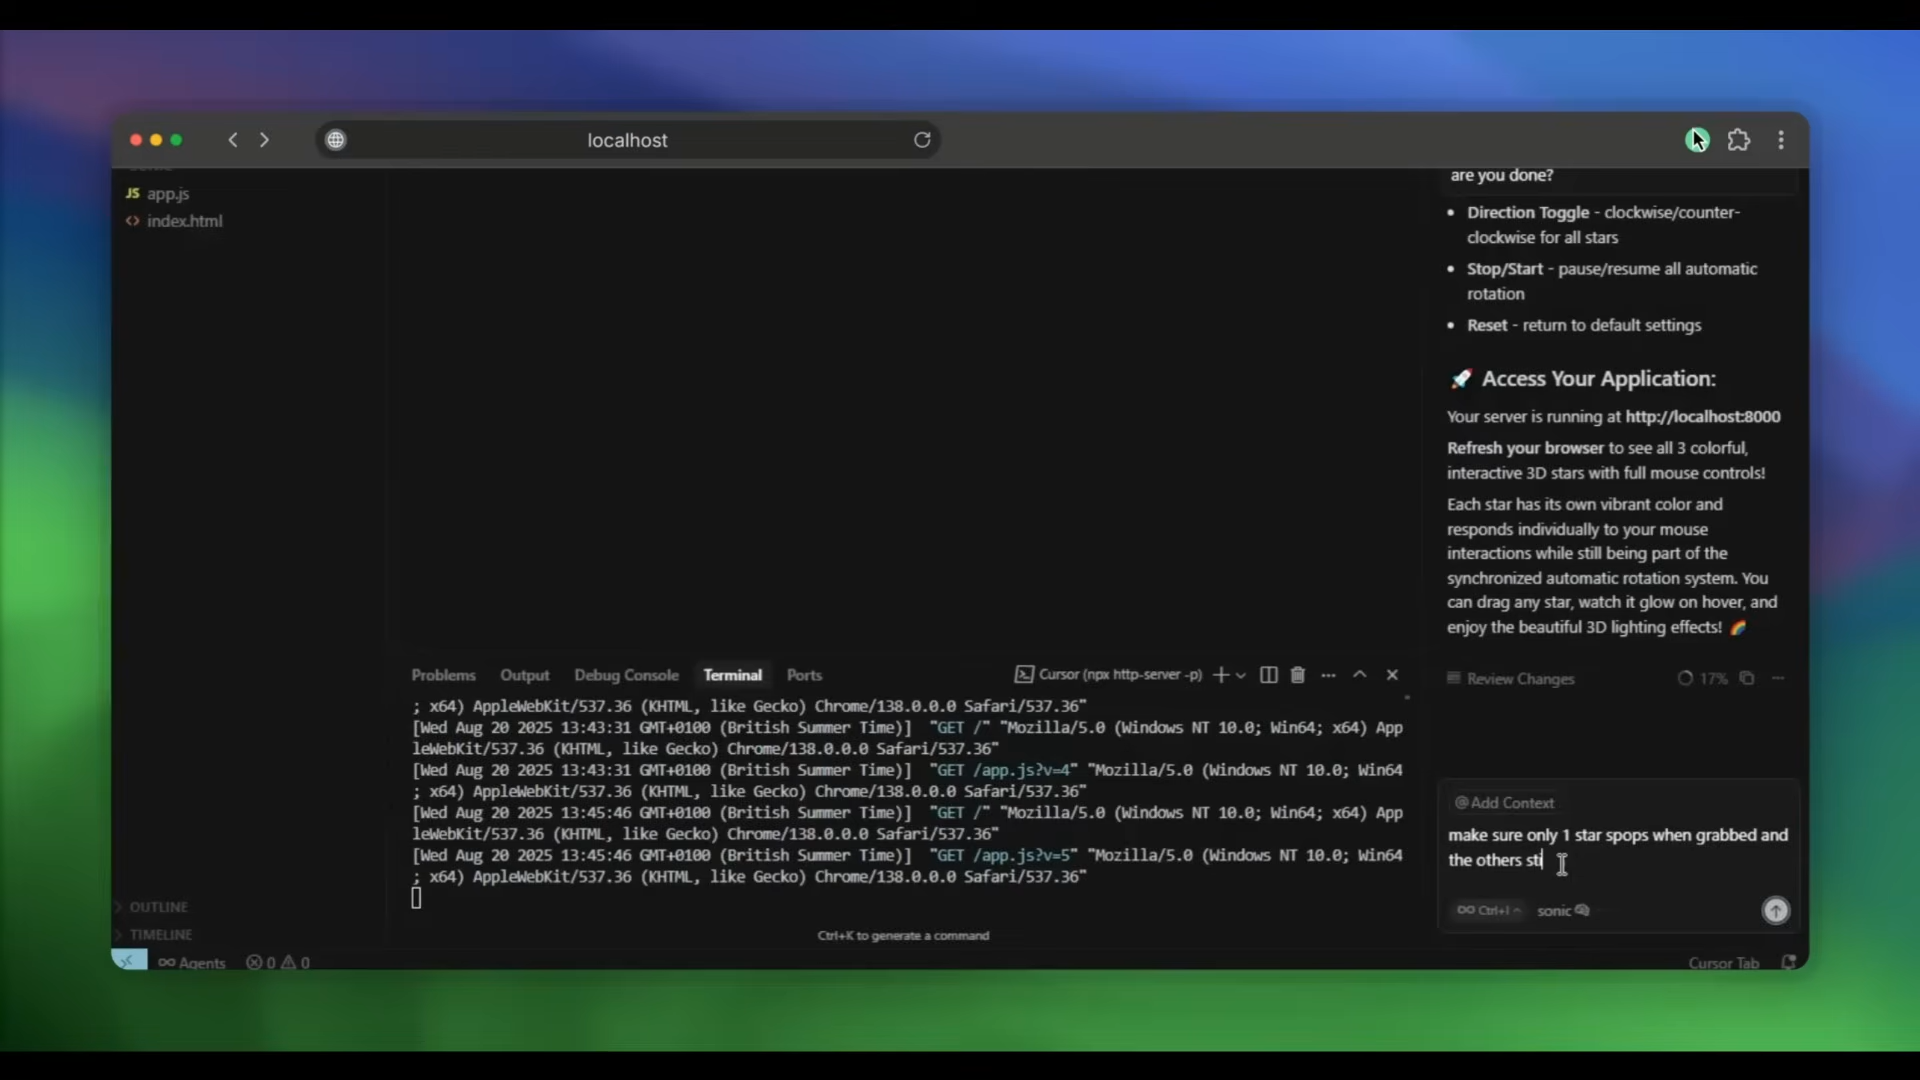 localhost
JS app.js
<> index.html
are you done?
• Direction Toggle - clockwise/counter-
clockwise for all stars
• Stop/Start - pause/resume all automatic
rotation
• Reset - return to default settings
🚀 Access Your Application:
Your server is running at http://localhost:8000
Refresh your browser to see all 3 colorful,
interactive 3D stars with full mouse controls!
Each star has its own vibrant color and
responds individually to your mouse
interactions while still being part of the
synchronized automatic rotation system. You
can drag any star, watch it glow on hover, and
enjoy the beautiful 3D lighting effects! 🌈
Review Changes 17%
Problems Output Debug Console Terminal Ports Cursor (npx http-server -p)
; x64) AppleWebKit/537.36 (KHTML, like Gecko) Chrome/138.0.0.0 Safari/537.36"
[Wed Aug 20 2025 13:43:31 GMT+0100 (British Summer Time)]  "GET /" "Mozilla/5.0 (Windows NT 10.0; Win64; x64) App
leWebKit/537.36 (KHTML, like Gecko) Chrome/138.0.0.0 Safari/537.36"
[Wed Aug 20 2025 13:43:31 GMT+0100 (British Summer Time)]  "GET /app.js?v=4" "Mozilla/5.0 (Windows NT 10.0; Win64
; x64) AppleWebKit/537.36 (KHTML, like Gecko) Chrome/138.0.0.0 Safari/537.36"
[Wed Aug 20 2025 13:45:46 GMT+0100 (British Summer Time)]  "GET /" "Mozilla/5.0 (Windows NT 10.0; Win64; x64) App
leWebKit/537.36 (KHTML, like Gecko) Chrome/138.0.0.0 Safari/537.36"
[Wed Aug 20 2025 13:45:46 GMT+0100 (British Summer Time)]  "GET /app.js?v=5" "Mozilla/5.0 (Windows NT 10.0; Win64
; x64) AppleWebKit/537.36 (KHTML, like Gecko) Chrome/138.0.0.0 Safari/537.36"
Ctrl+K to generate a command
@ Add Context
make sure only 1 star spops when grabbed and
the others sti
Ctrl+I sonic
OUTLINE
TIMELINE
Agents 0 0
Cursor Tab